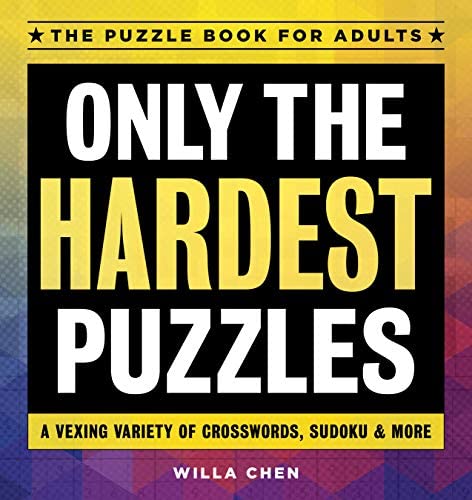 ★ THE PUZZLE BOOK FOR ADULTS ★
ONLY THE
HARDEST
PUZZLES
A VEXING VARIETY OF CROSSWORDS, SUDOKU & MORE
WILLA CHEN